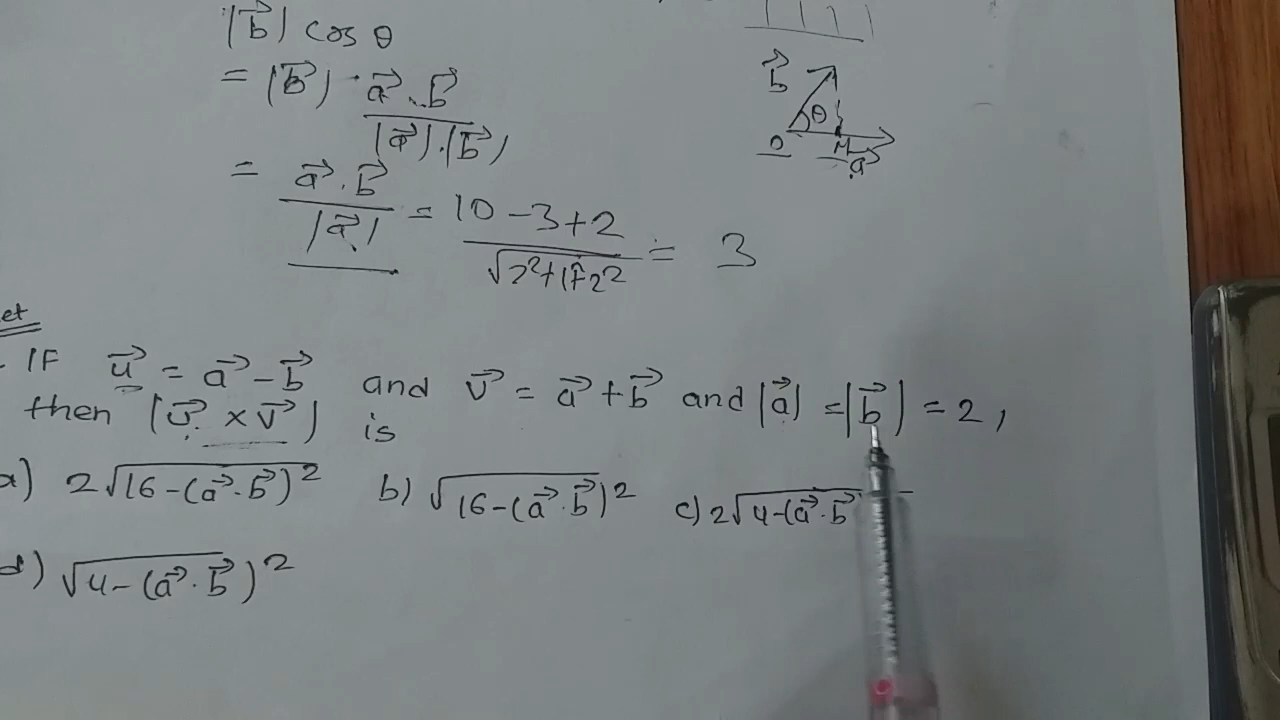 |b⃗| cos θ
= |b⃗| · a⃗ . b⃗ / |a⃗| . |b⃗|
= a⃗ . b⃗ / |a⃗| = 10 - 3 + 2 / √2²+1²+2² = 3
b⃗
θ
O M
a⃗
et
IF u⃗ = a⃗ - b⃗ and v⃗ = a⃗ + b⃗ and |a⃗| = |b⃗| = 2,
then |u⃗ × v⃗| is
a) 2√16-(a⃗.b⃗)² b) √16-(a⃗.b⃗)² c) 2√4-(a⃗.b⃗
d) √4-(a⃗.b⃗)²